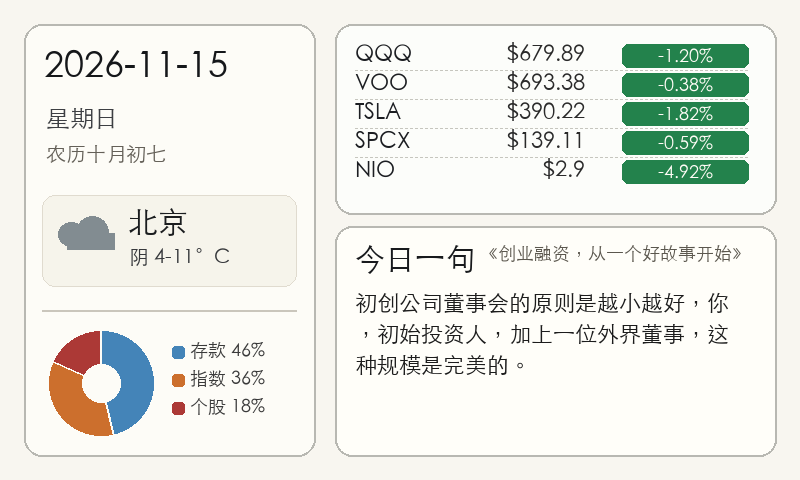 2026-11-15
星期日
农历十月初七
北京
阴 4-11°C
存款 46%
指数 36%
个股 18%
QQQ $679.89 -1.20%
VOO $693.38 -0.38%
TSLA $390.22 -1.82%
SPCX $139.11 -0.59%
NIO $2.9 -4.92%
今日一句 《创业融资，从一个好故事开始》
初创公司董事会的原则是越小越好，你
，初始投资人，加上一位外界董事，这
种规模是完美的。